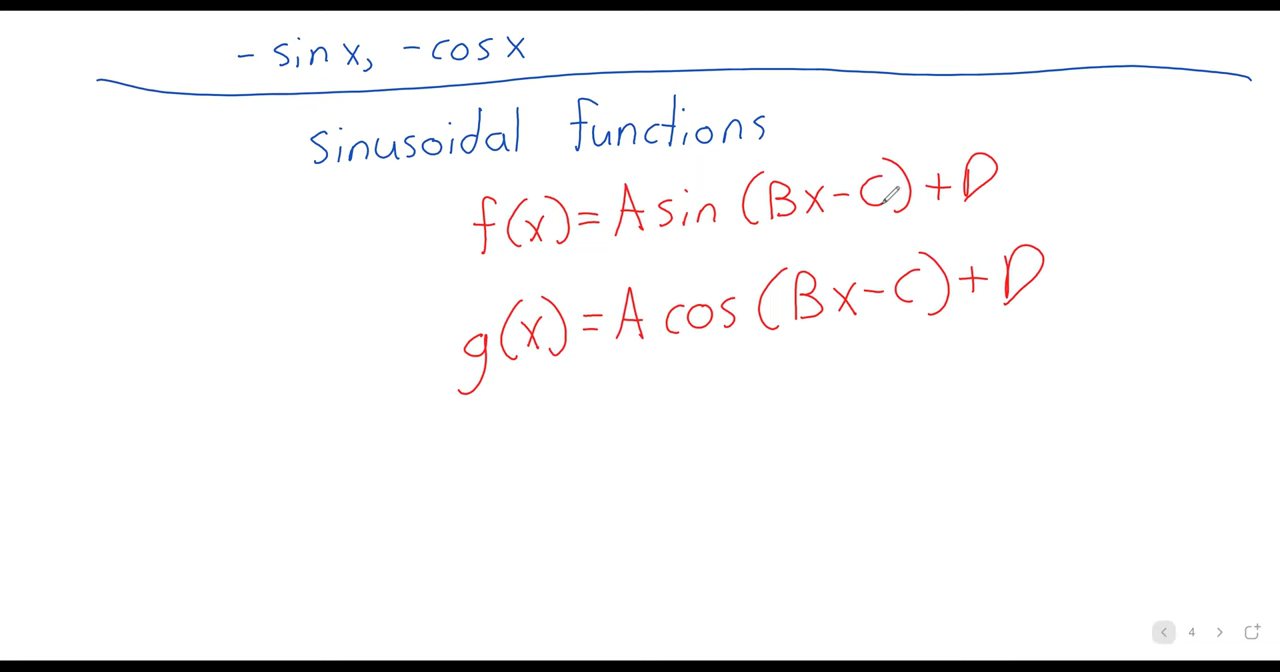 - sin x, - cos x
sinusoidal functions
f(x) = A sin (Bx - C) + D
g(x) = A cos (Bx - C) + D
4